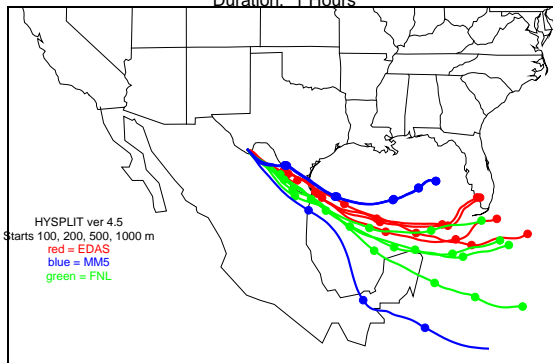 Duration: 1 Hours
HYSPLIT ver 4.5
Starts 100, 200, 500, 1000 m
red = EDAS
blue = MM5
green = FNL